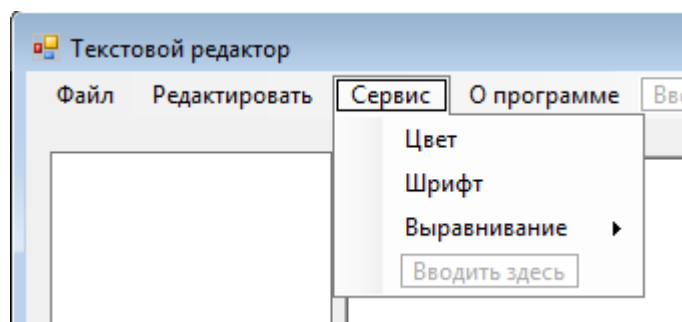 Текстовой редактор
Файл Редактировать Сервис О программе
Цвет
Шрифт
Выравнивание
Вводить здесь